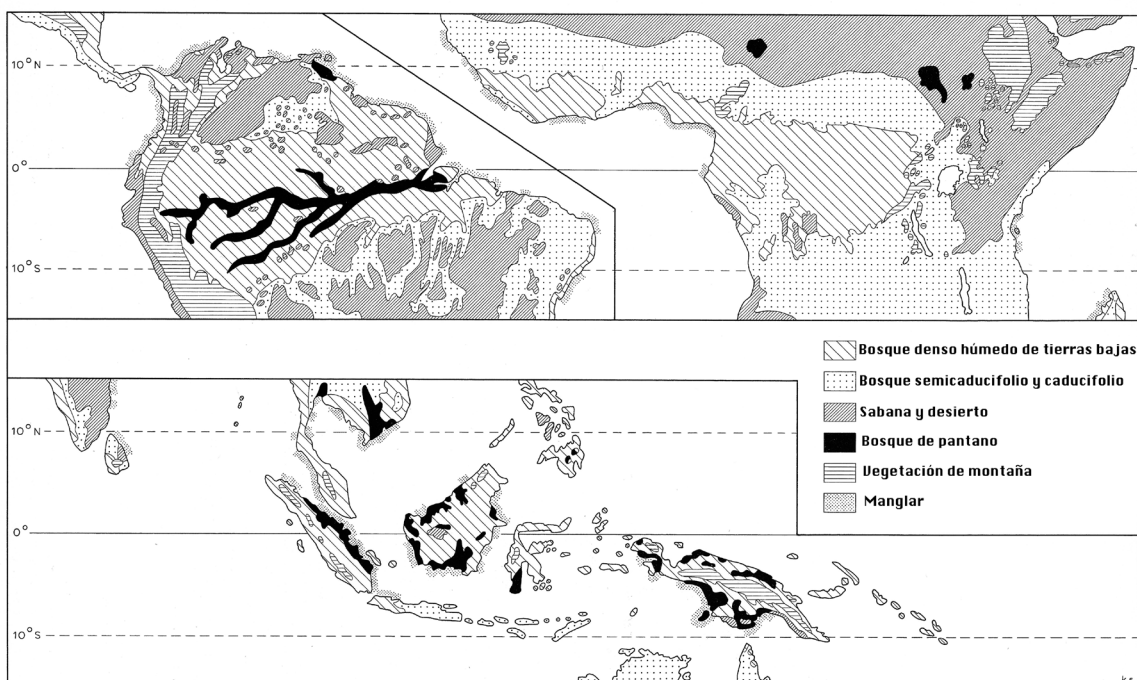 10°N
0°
10°S
Bosque denso húmedo de tierras bajas
Bosque semicaducifolio y caducifolio
Sabana y desierto
Bosque de pantano
Vegetación de montaña
Manglar
10°N
0°
10°S